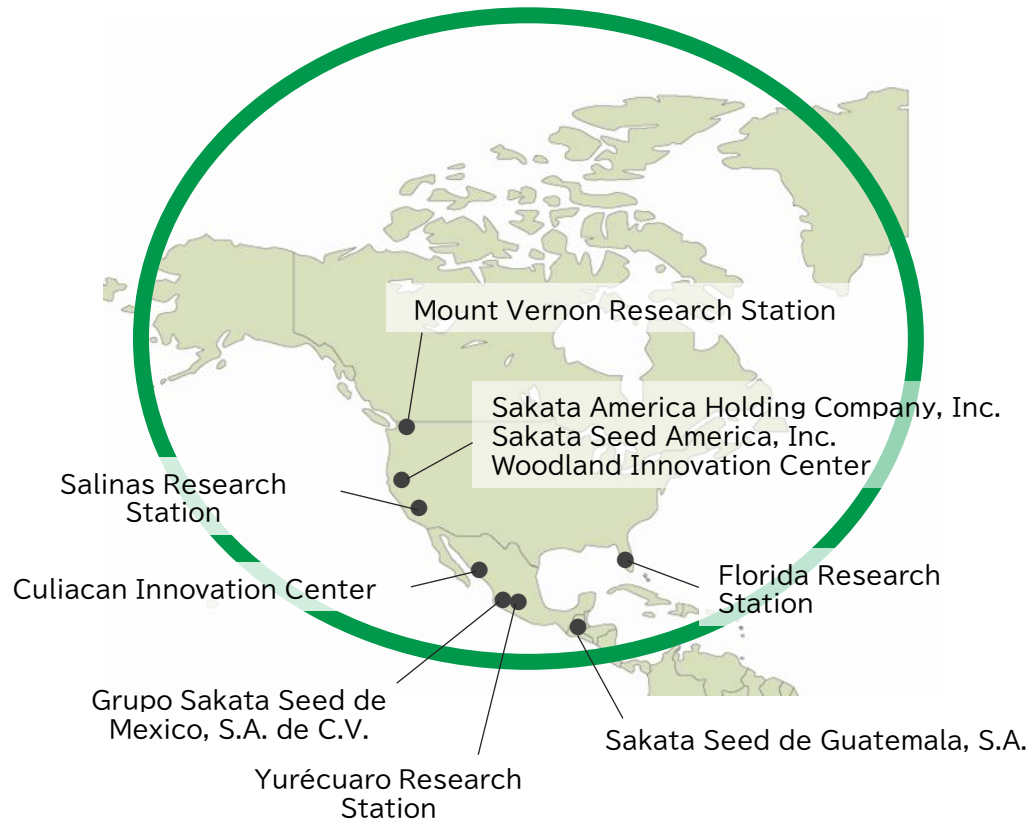 Mount Vernon Research Station
Sakata America Holding Company, Inc.
Sakata Seed America, Inc.
Woodland Innovation Center
Salinas Research
Station
Culiacan Innovation Center
Florida Research
Station
Grupo Sakata Seed de
Mexico, S.A. de C.V.
Sakata Seed de Guatemala, S.A.
Yurécuaro Research
Station